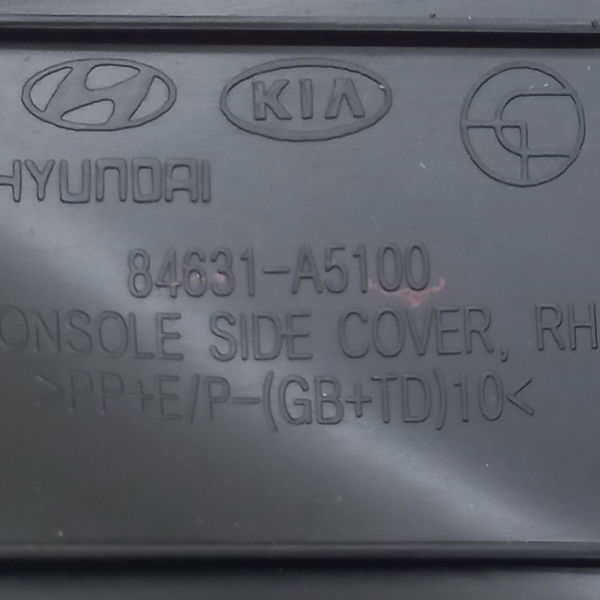 KIA
HYUNDAI
84631-A5100
ONSOLE SIDE COVER, RH
>PP+E/P-(GB+TD)10<